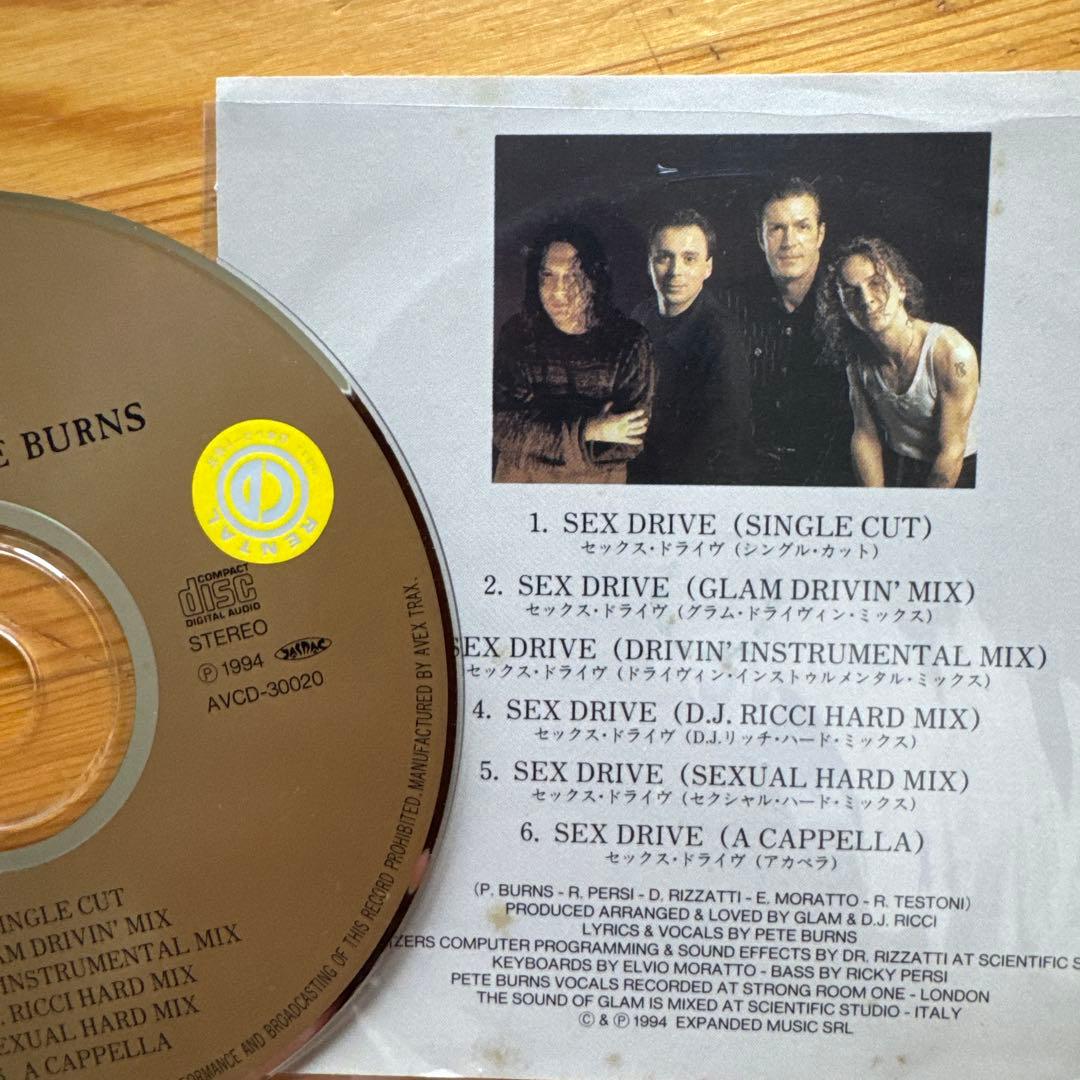 E BURNS
RENTAL
COMPACT
disc
DIGITAL AUDIO
STEREO
℗ 1994 JASRAC
AVCD-30020
INGLE CUT
AM DRIVIN' MIX
INSTRUMENTAL MIX
. RICCI HARD MIX
EXUAL HARD MIX
A CAPPELLA
RFORMANCE AND BROADCASTING OF THIS RECORD PROHIBITED. MANUFACTURED BY AVEX TRAX.
1. SEX DRIVE (SINGLE CUT)
セックス・ドライヴ (シングル・カット)
2. SEX DRIVE (GLAM DRIVIN' MIX)
セックス・ドライヴ (グラム・ドライヴィン・ミックス)
SEX DRIVE (DRIVIN' INSTRUMENTAL MIX)
セックス・ドライヴ (ドライヴィン・インストゥルメンタル・ミックス)
4. SEX DRIVE (D.J. RICCI HARD MIX)
セックス・ドライヴ (D.J.リッチ・ハード・ミックス)
5. SEX DRIVE (SEXUAL HARD MIX)
セックス・ドライヴ (セクシャル・ハード・ミックス)
6. SEX DRIVE (A CAPPELLA)
セックス・ドライヴ (アカペラ)
(P. BURNS - R. PERSI - D. RIZZATTI - E. MORATTO - R. TESTONI)
PRODUCED ARRANGED & LOVED BY GLAM & D.J. RICCI
LYRICS & VOCALS BY PETE BURNS
IZERS COMPUTER PROGRAMMING & SOUND EFFECTS BY DR. RIZZATTI AT SCIENTIFIC S
KEYBOARDS BY ELVIO MORATTO - BASS BY RICKY PERSI
PETE BURNS VOCALS RECORDED AT STRONG ROOM ONE - LONDON
THE SOUND OF GLAM IS MIXED AT SCIENTIFIC STUDIO - ITALY
© & ℗ 1994 EXPANDED MUSIC SRL